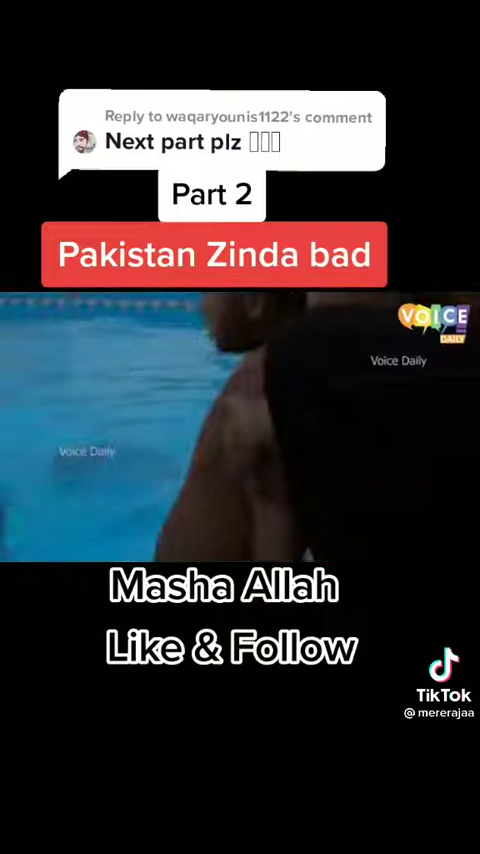 Reply to waqaryounis1122's comment
Next part plz
Part 2
Pakistan Zinda bad
VOICE
DAILY
Voice Daily
Voice Daily
Masha Allah
Like & Follow
TikTok
@ mererajaa